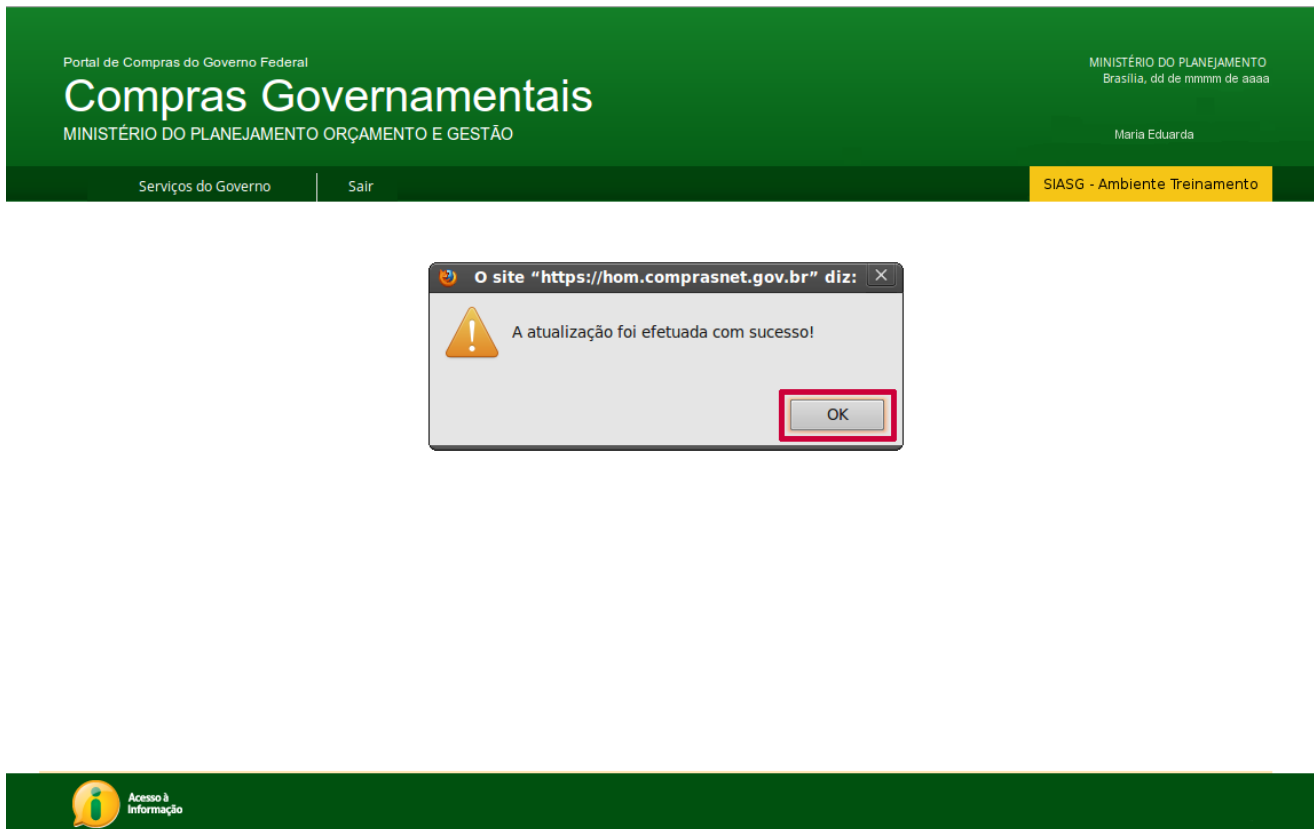 Portal de Compras do Governo Federal
Compras Governamentais
MINISTÉRIO DO PLANEJAMENTO ORÇAMENTO E GESTÃO
MINISTÉRIO DO PLANEJAMENTO
Brasília, dd de mmmm de aaaa
Maria Eduarda
Serviços do Governo
Sair
SIASG - Ambiente Treinamento
O site “https://hom.comprasnet.gov.br” diz:
A atualização foi efetuada com sucesso!
OK
Acesso à
Informação